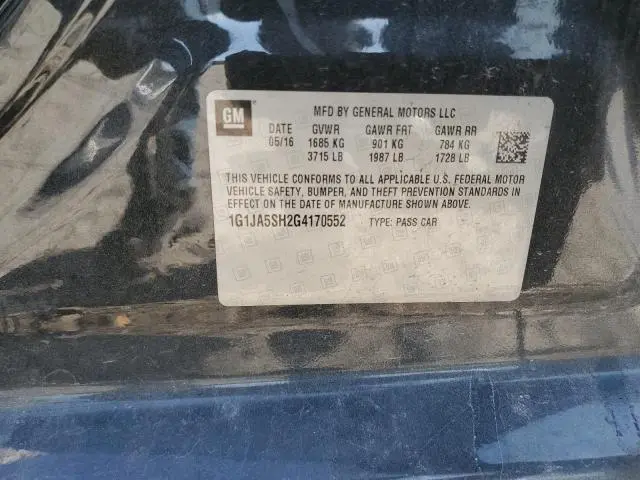 GM
MFD BY GENERAL MOTORS LLC
DATE GVWR GAWR FRT GAWR RR
05/16 1685 KG 901 KG 784 KG
3715 LB 1987 LB 1728 LB
THIS VEHICLE CONFORMS TO ALL APPLICABLE U.S. FEDERAL MOTOR
VEHICLE SAFETY, BUMPER, AND THEFT PREVENTION STANDARDS IN
EFFECT ON THE DATE OF MANUFACTURE SHOWN ABOVE.
1G1JA5SH2G4170552 TYPE: PASS CAR